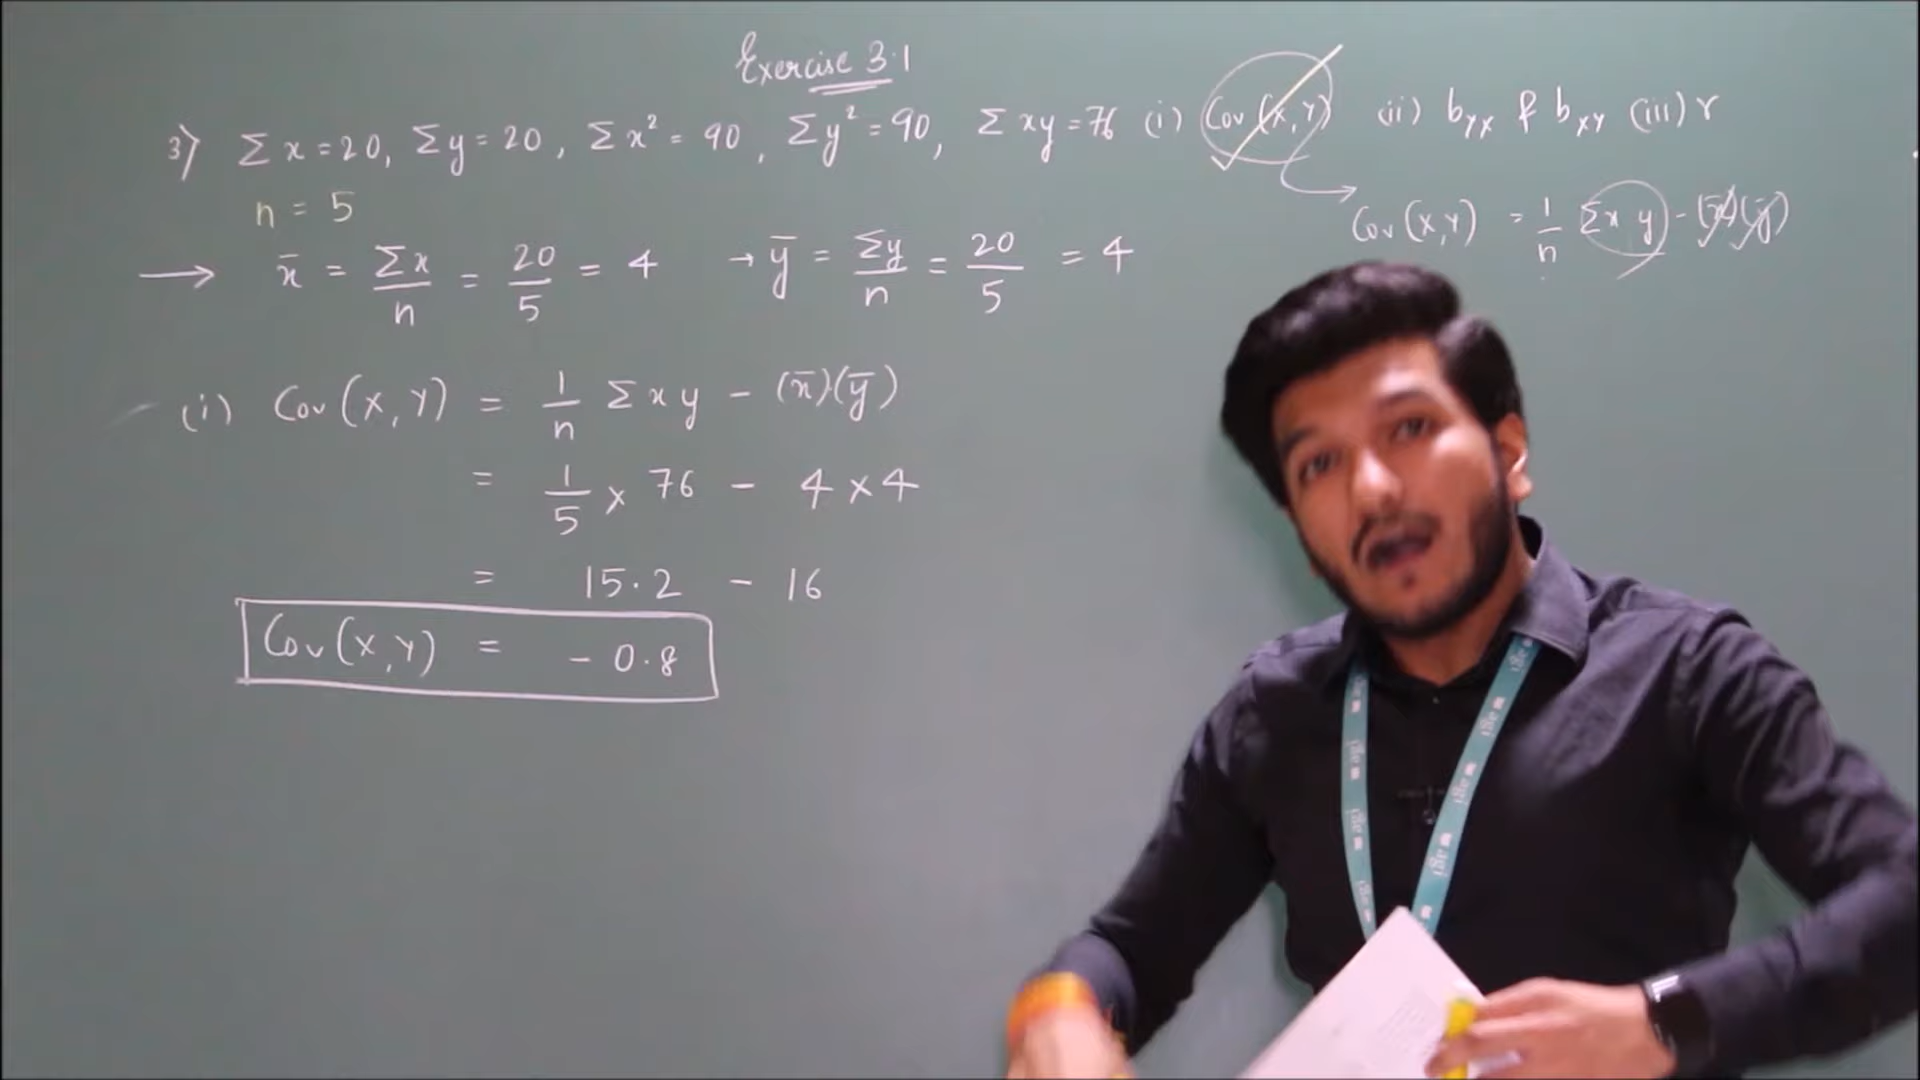 Exercise 3.1
3) Σx = 20, Σy = 20, Σx² = 90, Σy² = 90, Σxy = 76 (i) Cov(X,Y) (ii) bYX & bXY (iii) r
n = 5
Cov(X,Y) = 1/n Σxy - (x̄)(ȳ)
→ x̄ = Σx/n = 20/5 = 4 → ȳ = Σy/n = 20/5 = 4
(i) Cov(X,Y) = 1/n Σxy - (x̄)·(ȳ)
= 1/5 × 76 - 4 × 4
= 15.2 - 16
Cov(X,Y) = - 0.8